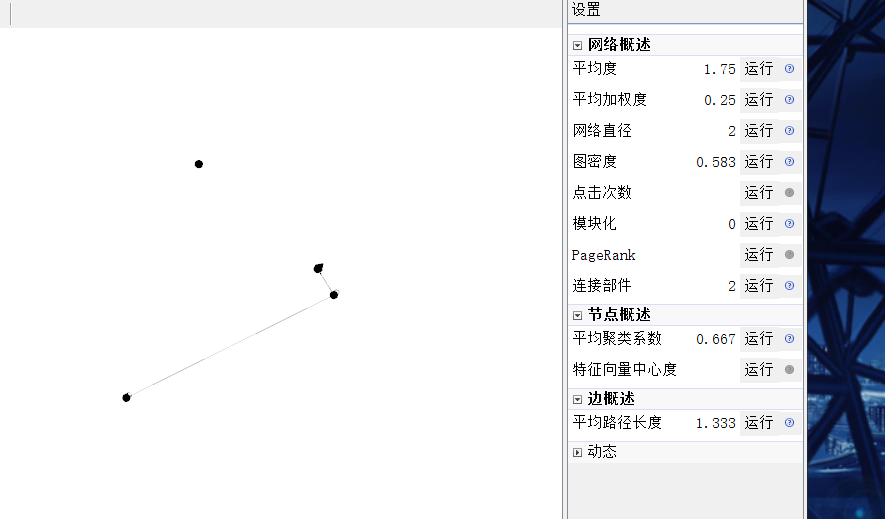 设置
网络概述
平均度 1.75 运行
平均加权度 0.25 运行
网络直径 2 运行
图密度 0.583 运行
点击次数 运行
模块化 0 运行
PageRank 运行
连接部件 2 运行
节点概述
平均聚类系数 0.667 运行
特征向量中心度 运行
边概述
平均路径长度 1.333 运行
动态